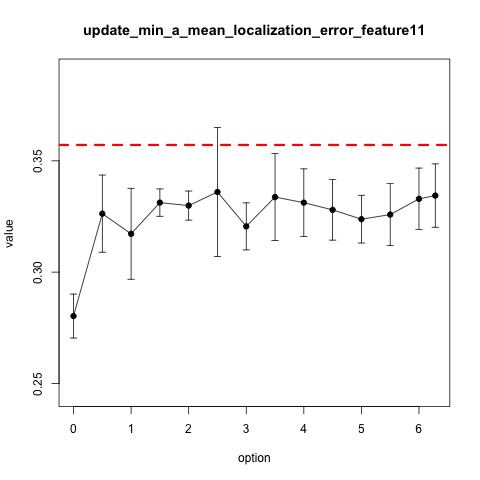 update_min_a_mean_localization_error_feature11
value
0.35
0.30
0.25
0 1 2 3 4 5 6
option